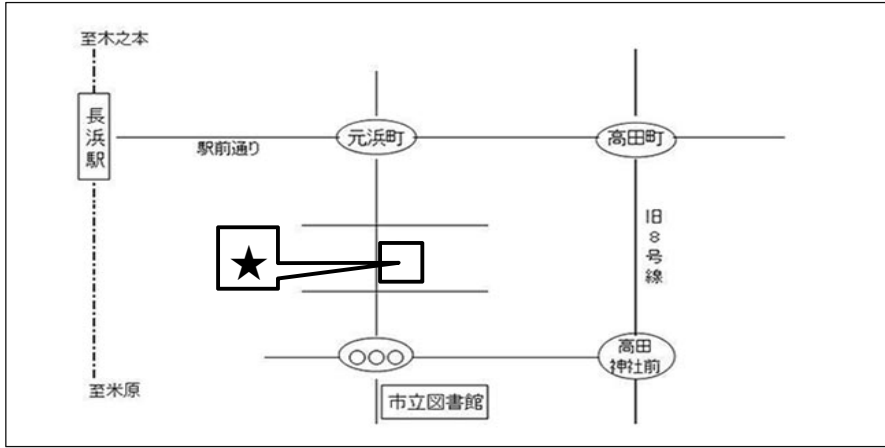 至木之本
長浜駅
駅前通り
元浜町
高田町
旧8号線
★
○○○
高田
神社前
至米原
市立図書館